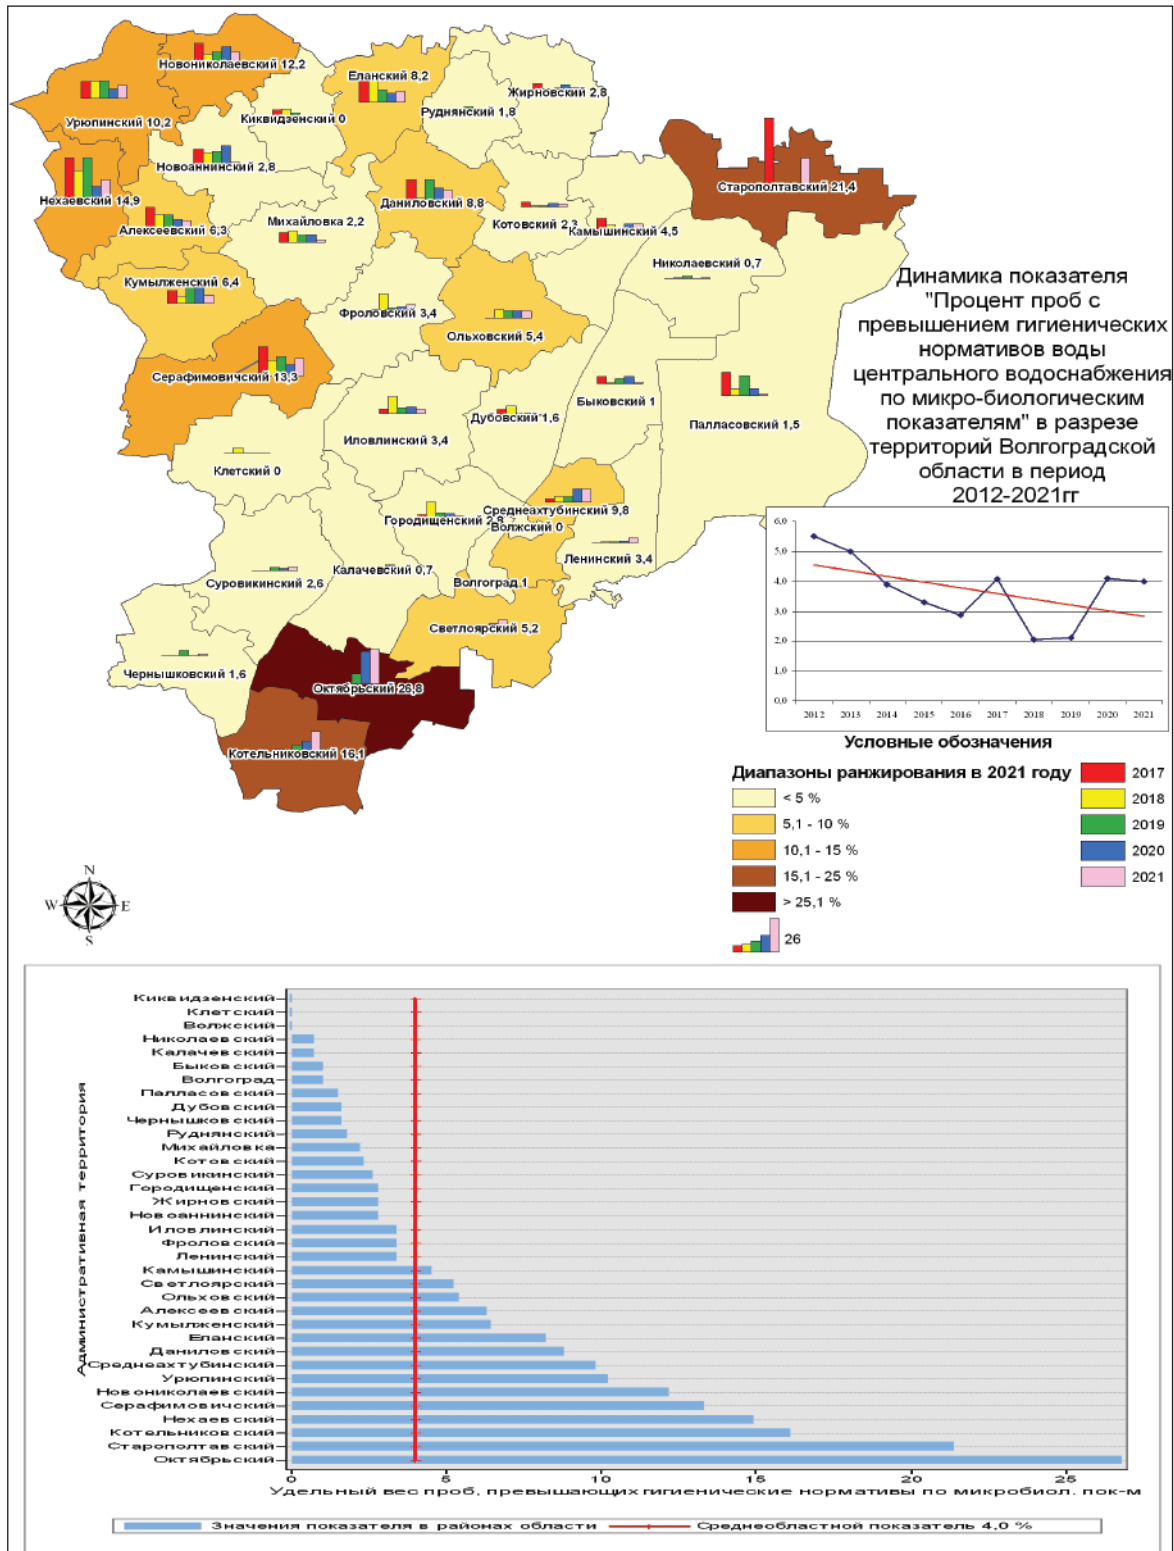 Новониколаевский 12,2
Еланский 8,2
Жирновский 2,8
Руднянский 1,8
Урюпинский 10,2
Киквидзенский 0
Новоаннинский 2,8
Старополтавский 21,4
Нехаевский 14,9
Даниловский 8,8
Алексеевский 6,3
Михайловка 2,2
Котовский 2,3
Камышинский 4,5
Николаевский 0,7
Кумылженский 6,4
Фроловский 3,4
Ольховский 5,4
Серафимовичский 13,3
Быковский 1
Дубовский 1,6
Палласовский 1,5
Иловлинский 3,4
Клетский 0
Среднеахтубинский 9,8
Городищенский 2,8
Волжский 0
Ленинский 3,4
Калачевский 0,7
Волгоград 1
Суровикинский 2,6
Светлоярский 5,2
Чернышковский 1,6
Октябрьский 26,8
Котельниковский 16,1
Динамика показателя
"Процент проб с
превышением гигиенических
нормативов воды
центрального водоснабжения
по микро-биологическим
показателям" в разрезе
территорий Волгоградской
области в период
2012-2021гг
6,0
5,0
4,0
3,0
2,0
1,0
0,0
2012 2013 2014 2015 2016 2017 2018 2019 2020 2021
Условные обозначения
Диапазоны ранжирования в 2021 году
< 5 %
5,1 - 10 %
10,1 - 15 %
15,1 - 25 %
> 25,1 %
26
2017
2018
2019
2020
2021
N
W E
S
Административная территория
Киквидзенский
Клетский
Волжский
Николаевский
Калачевский
Быковский
Волгоград
Палласовский
Дубовский
Чернышковский
Руднянский
Михайловка
Котовский
Суровикинский
Городищенский
Жирновский
Новоаннинский
Иловлинский
Фроловский
Ленинский
Камышинский
Светлоярский
Ольховский
Алексеевский
Кумылженский
Еланский
Даниловский
Среднеахтубинский
Урюпинский
Новониколаевский
Серафимовичский
Нехаевский
Котельниковский
Старополтавский
Октябрьский
0 5 10 15 20 25
Удельный вес проб, превышающих гигиенические нормативы по микробиол. пок-м
Значения показателя в районах области Среднеобластной показатель 4,0 %